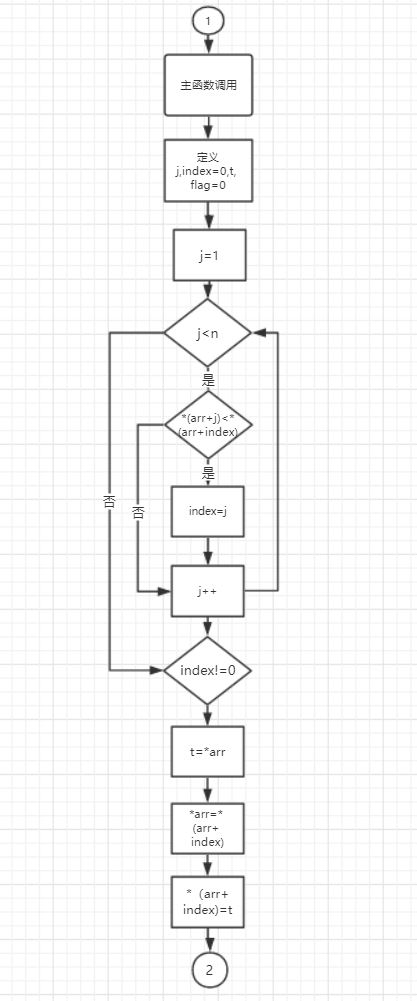 1
主函数调用
定义
j,index=0,t,
flag=0
j=1
j<n
是
*(arr+j)<*
(arr+index)
是
否
否
index=j
j++
index!=0
t=*arr
*arr=*
(arr+
index)
*（arr+
index)=t
2